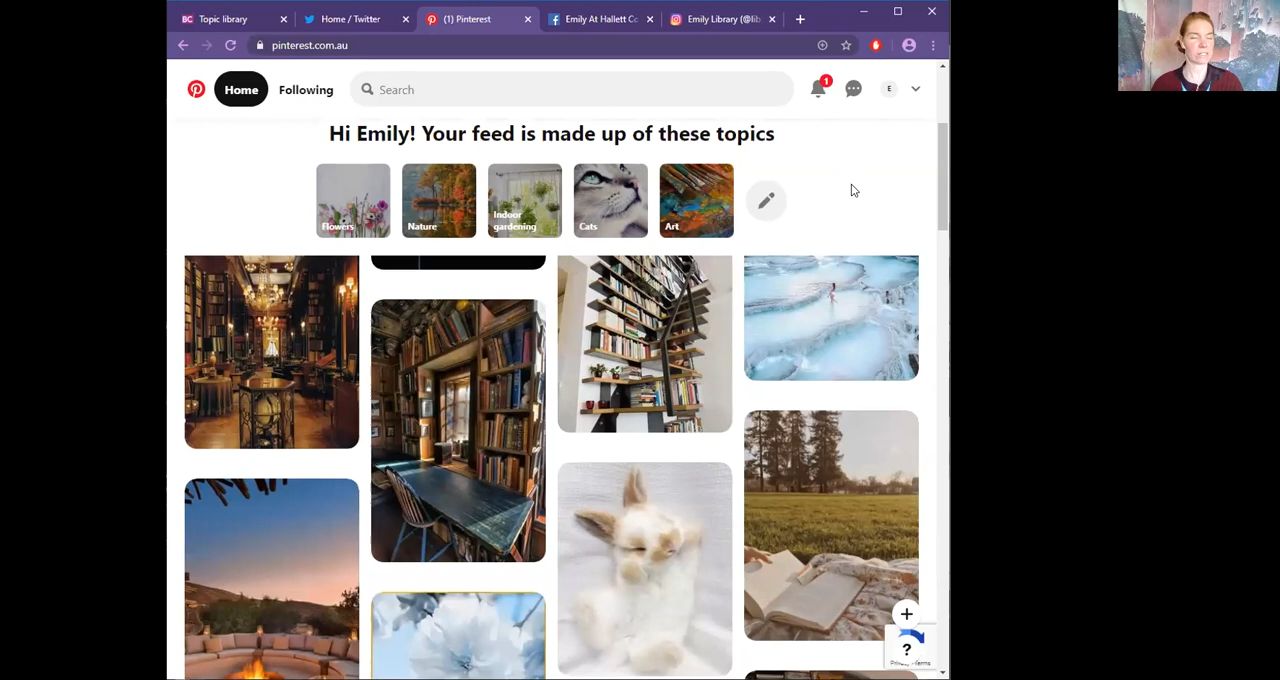 BC Topic library
Home / Twitter
(1) Pinterest
Emily At Hallett Co
Emily Library (@lib
pinterest.com.au
Home
Following
Search
1
E
Hi Emily! Your feed is made up of these topics
Flowers
Nature
Indoor
gardening
Cats
Art
+
?